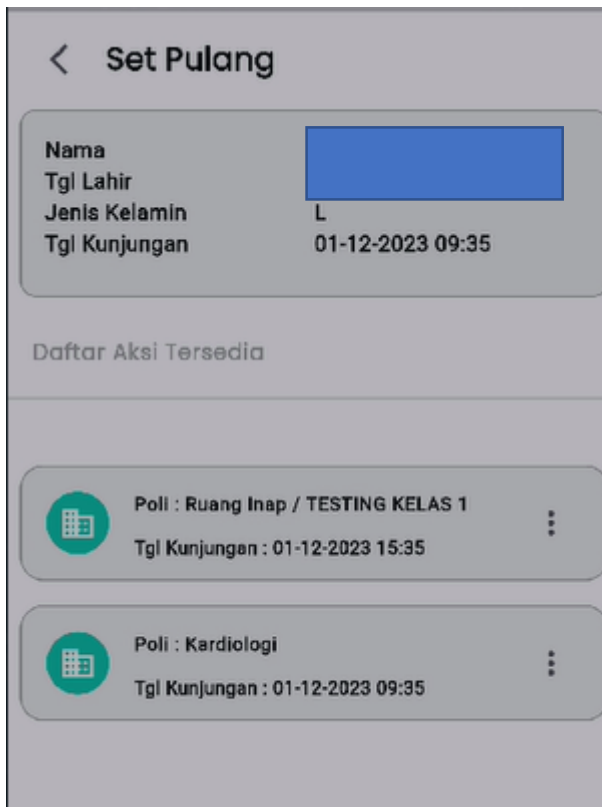 Set Pulang
Nama
Tgl Lahir
Jenis Kelamin L
Tgl Kunjungan 01-12-2023 09:35
Daftar Aksi Tersedia
Poli : Ruang Inap / TESTING KELAS 1
Tgl Kunjungan : 01-12-2023 15:35
Poli : Kardiologi
Tgl Kunjungan : 01-12-2023 09:35